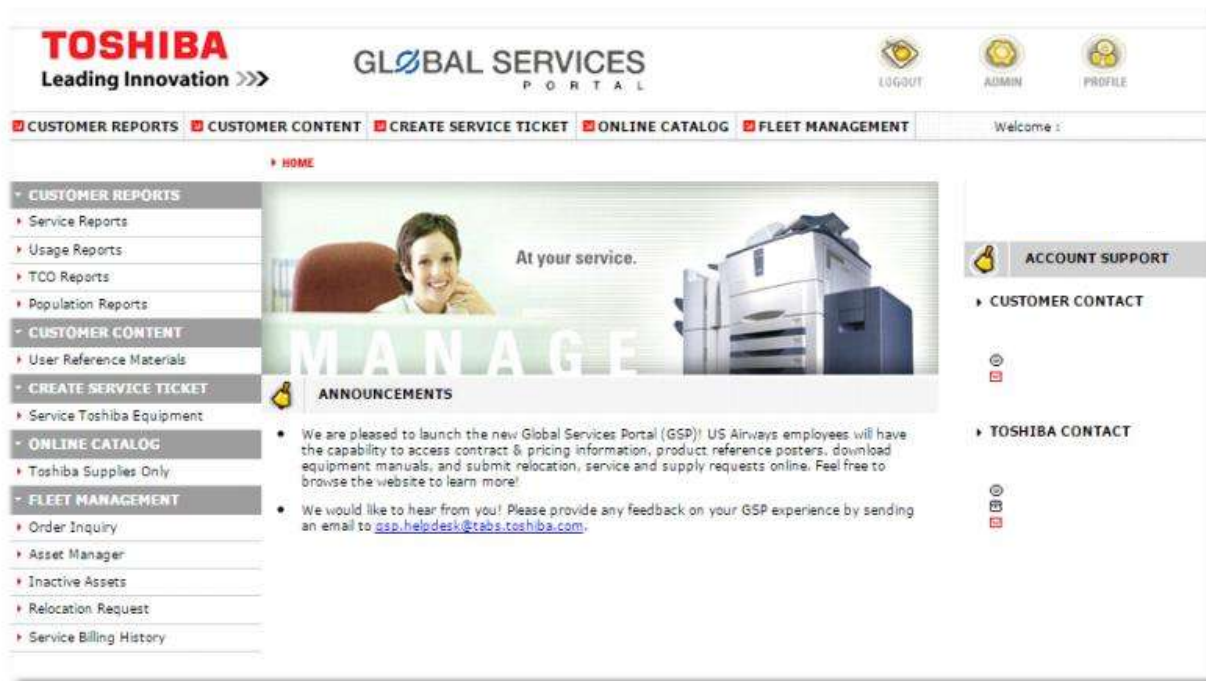 TOSHIBA
Leading Innovation >>>
GLØBAL SERVICES
PORTAL
LOGOUT
ADMIN
PROFILE
CUSTOMER REPORTS
CUSTOMER CONTENT
CREATE SERVICE TICKET
ONLINE CATALOG
FLEET MANAGEMENT
Welcome :
HOME
CUSTOMER REPORTS
Service Reports
Usage Reports
TCO Reports
Population Reports
CUSTOMER CONTENT
User Reference Materials
CREATE SERVICE TICKET
Service Toshiba Equipment
ONLINE CATALOG
Toshiba Supplies Only
FLEET MANAGEMENT
Order Inquiry
Asset Manager
Inactive Assets
Relocation Request
Service Billing History
At your service.
MANAGE
ANNOUNCEMENTS
• We are pleased to launch the new Global Services Portal (GSP)! US Airways employees will have
the capability to access contract & pricing information, product reference posters, download
equipment manuals, and submit relocation, service and supply requests online. Feel free to
browse the website to learn more!
• We would like to hear from you! Please provide any feedback on your GSP experience by sending
an email to gsp.helpdesk@tabs.toshiba.com.
ACCOUNT SUPPORT
CUSTOMER CONTACT
TOSHIBA CONTACT